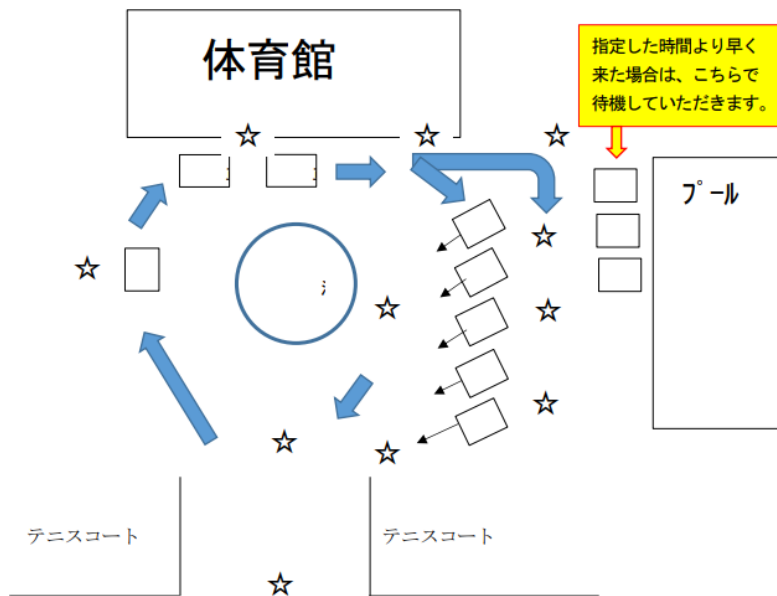 体育館
指定した時間より早く
来た場合は、こちらで
待機していただきます。
プール
テニスコート
テニスコート